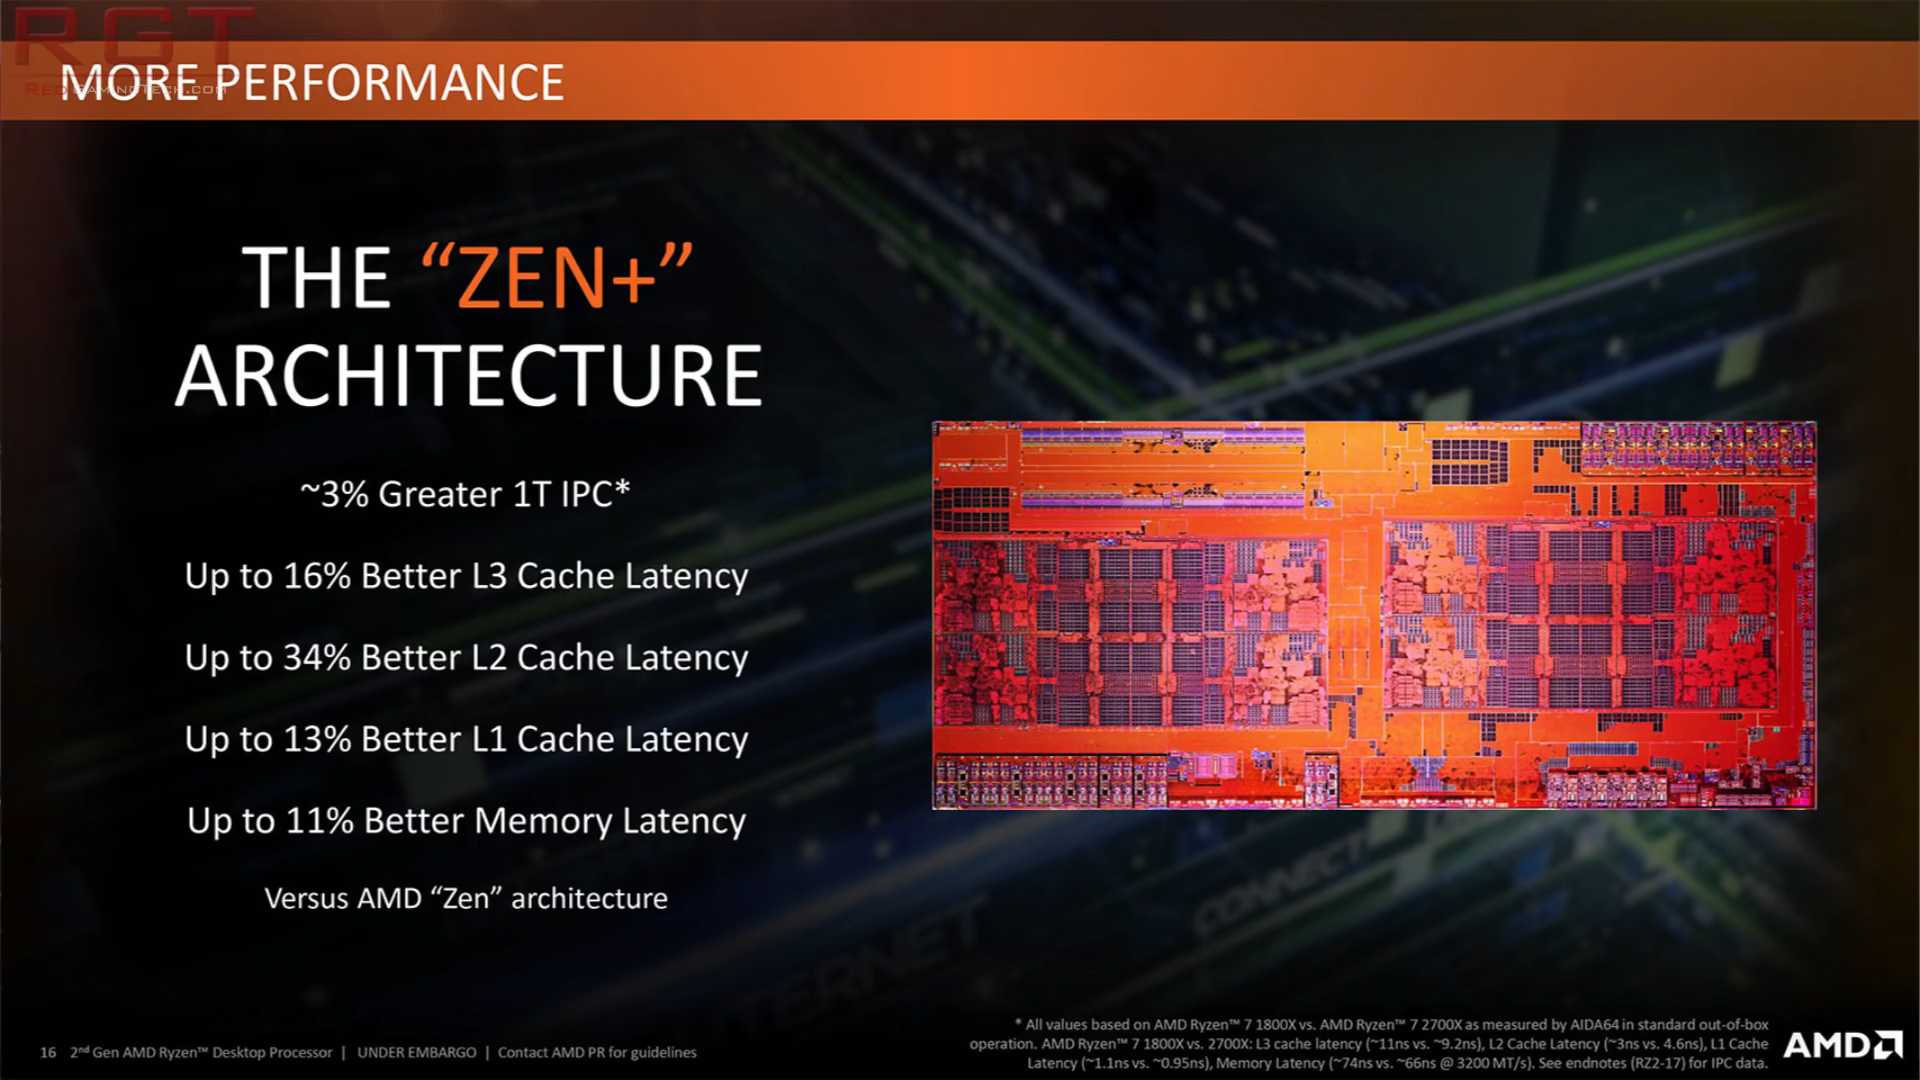 RGT
REDGAMINGTECH.COM
MORE PERFORMANCE
THE “ZEN+”
ARCHITECTURE
~3% Greater 1T IPC*
Up to 16% Better L3 Cache Latency
Up to 34% Better L2 Cache Latency
Up to 13% Better L1 Cache Latency
Up to 11% Better Memory Latency
Versus AMD “Zen” architecture
CONNECT
TERNET
* All values based on AMD Ryzen™ 7 1800X vs. AMD Ryzen™ 7 2700X as measured by AIDA64 in standard out-of-box
operation. AMD Ryzen™ 7 1800X vs. 2700X: L3 cache latency (~11ns vs. ~9.2ns), L2 Cache Latency (~3ns vs. 4.6ns), L1 Cache
Latency (~1.1ns vs. ~0.95ns), Memory Latency (~74ns vs. ~66ns @ 3200 MT/s). See endnotes (RZ2-17) for IPC data.
16 2nd Gen AMD Ryzen™ Desktop Processor | UNDER EMBARGO | Contact AMD PR for guidelines
AMD